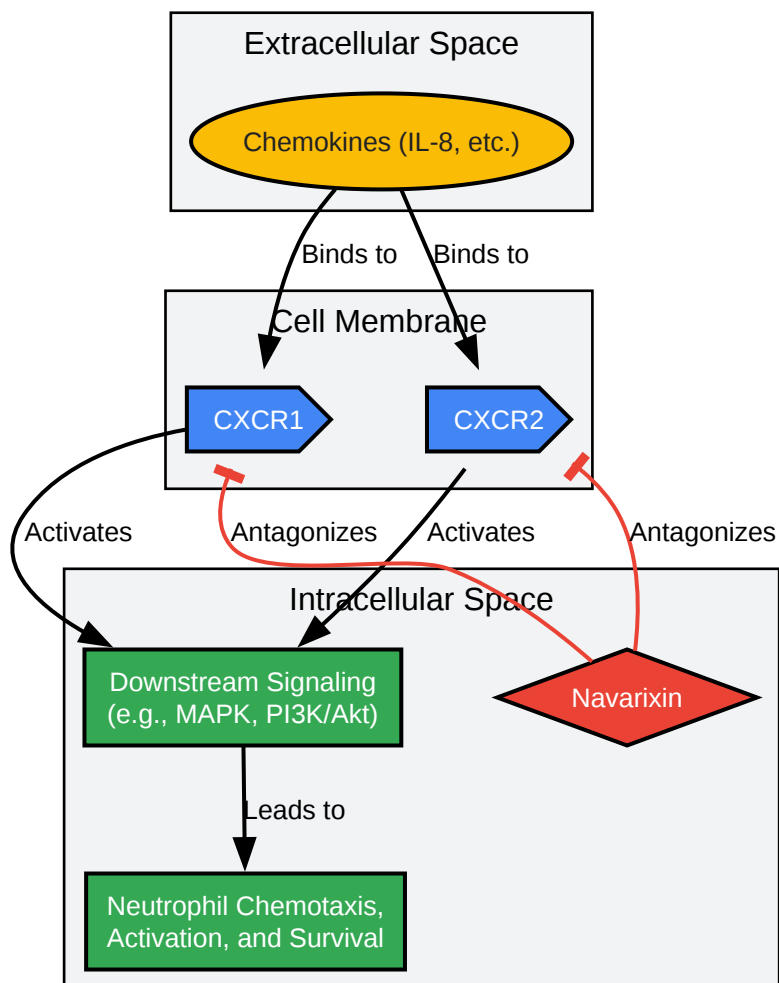 Extracellular Space
Chemokines (IL-8, etc.)
Binds to
Binds to
Cell Membrane
CXCR1
CXCR2
Activates
Antagonizes
Activates
Antagonizes
Intracellular Space
Downstream Signaling
(e.g., MAPK, PI3K/Akt)
Navarixin
Leads to
Neutrophil Chemotaxis,
Activation, and Survival